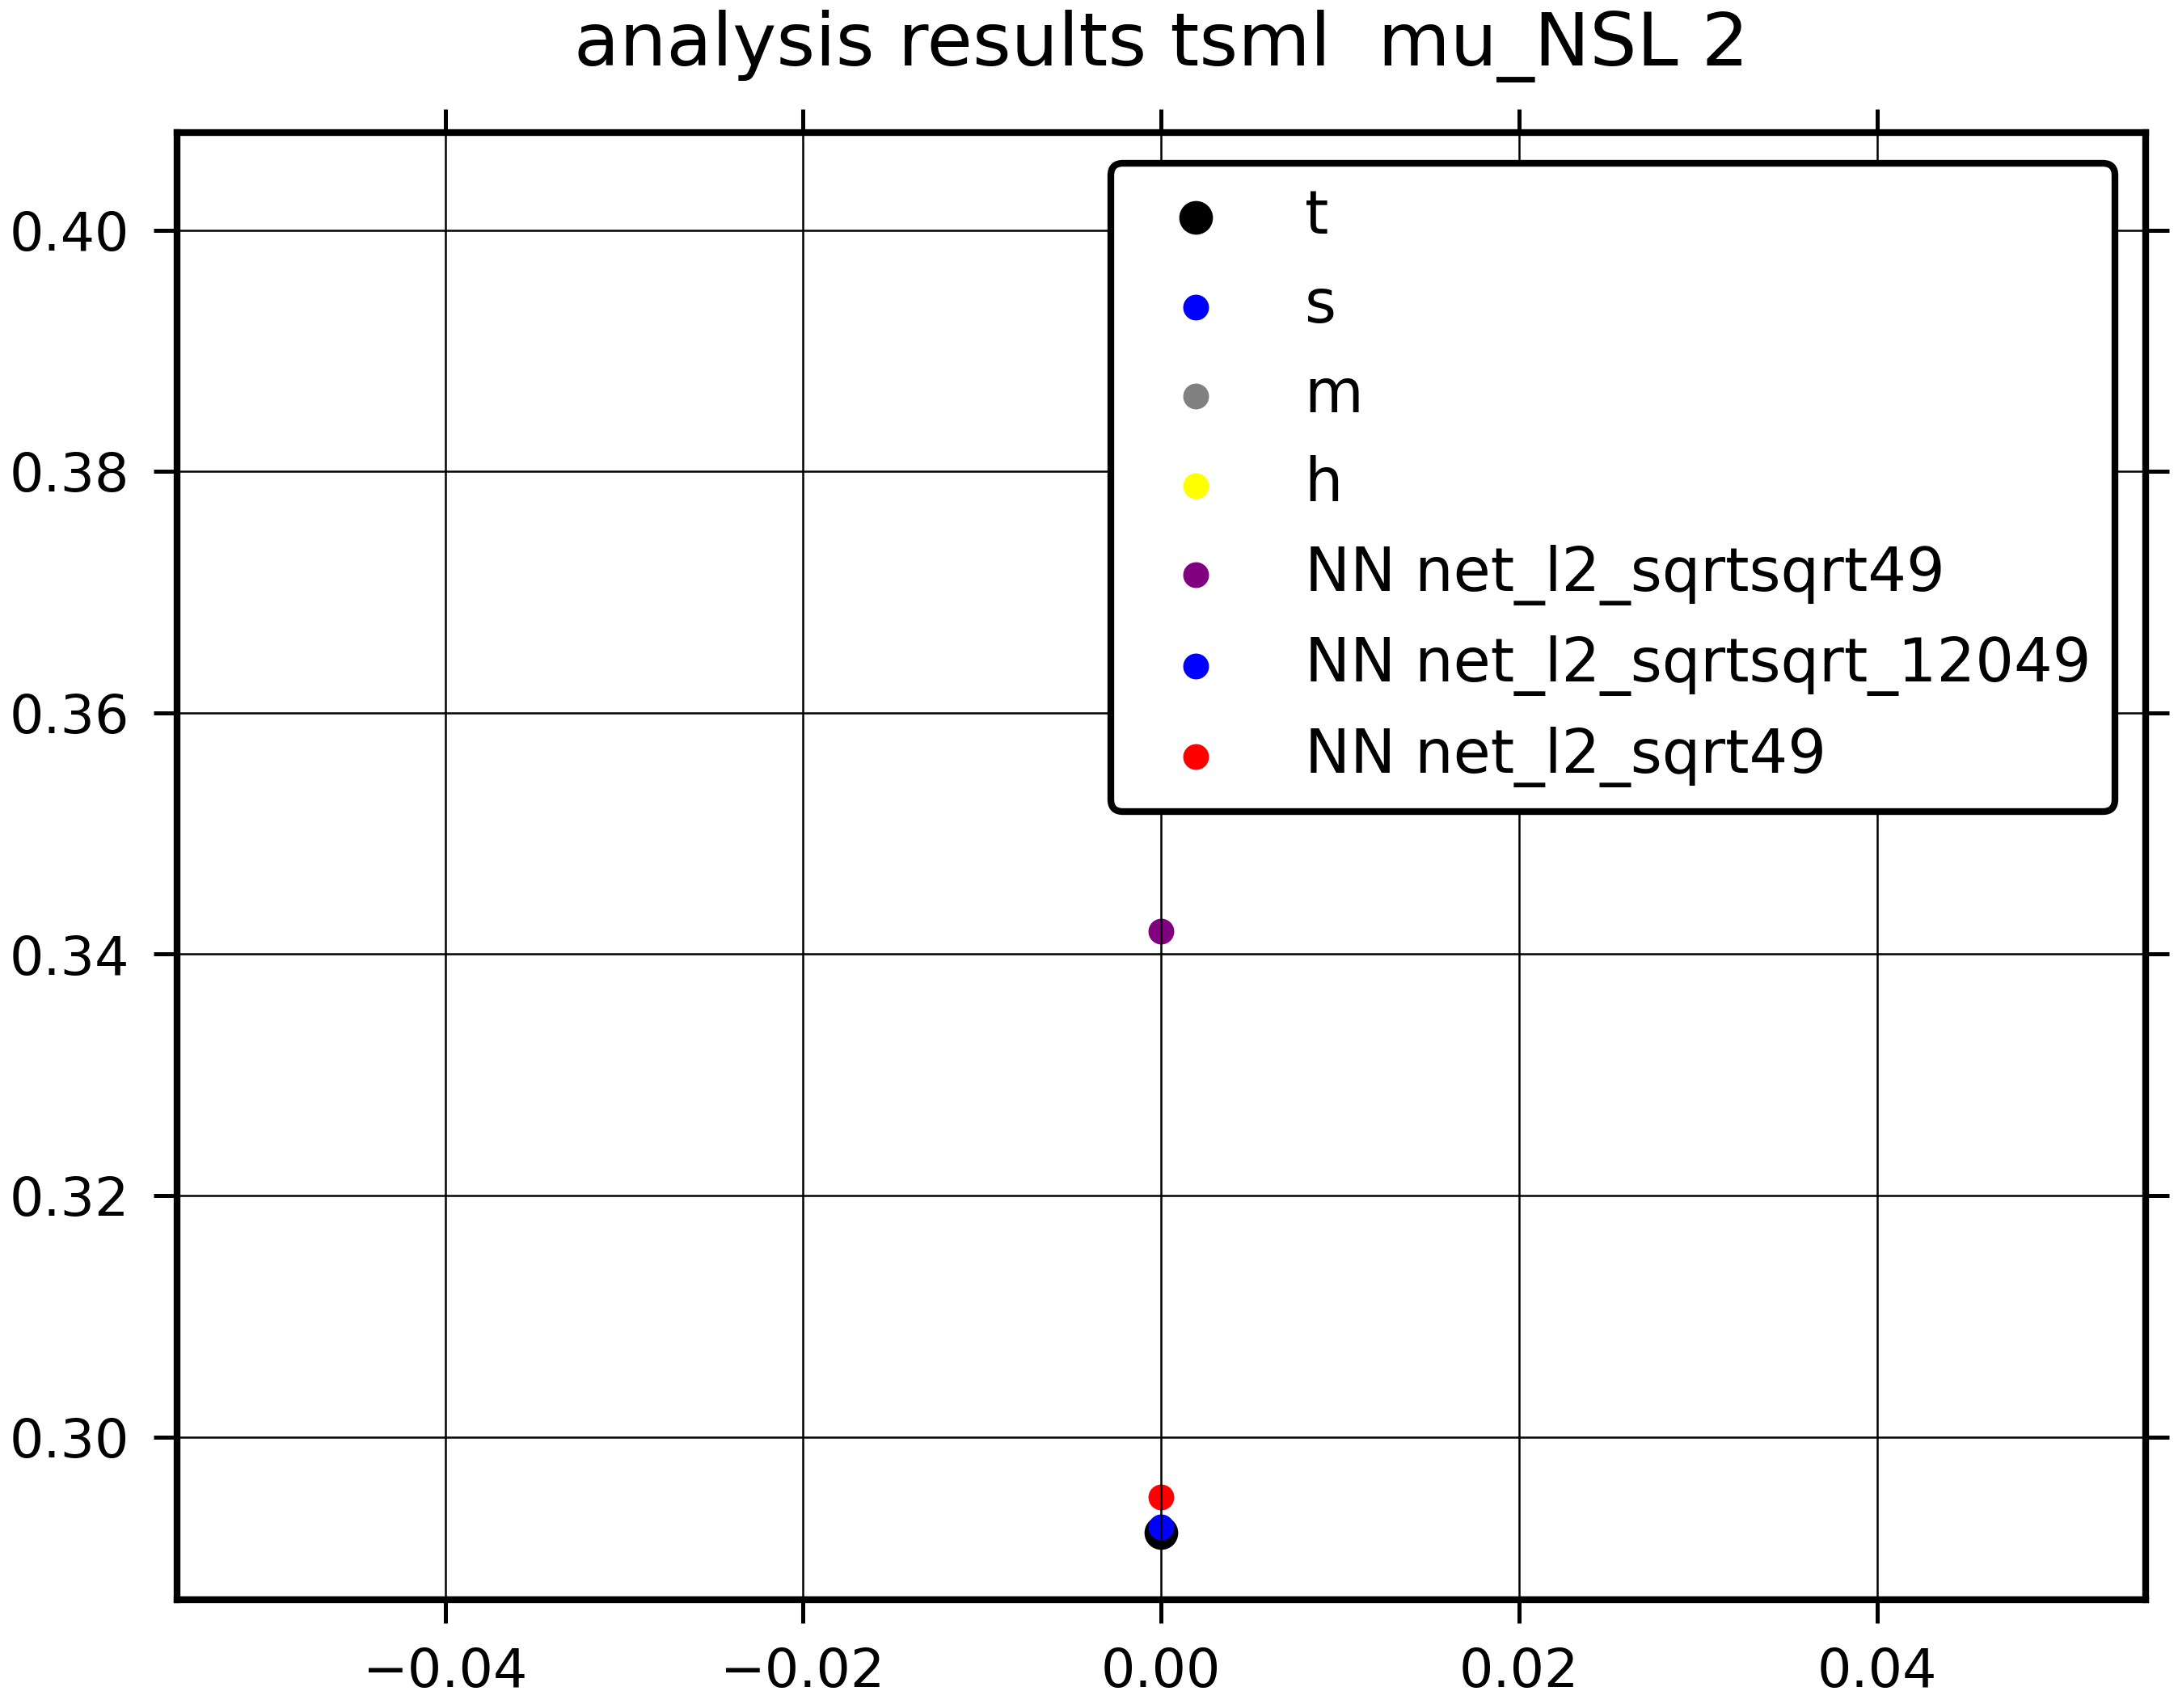 analysis results tsml  mu_NSL 2
0.40
0.38
0.36
0.34
0.32
0.30
−0.04
−0.02
0.00
0.02
0.04
t
s
m
h
NN net_l2_sqrtsqrt49
NN net_l2_sqrtsqrt_12049
NN net_l2_sqrt49